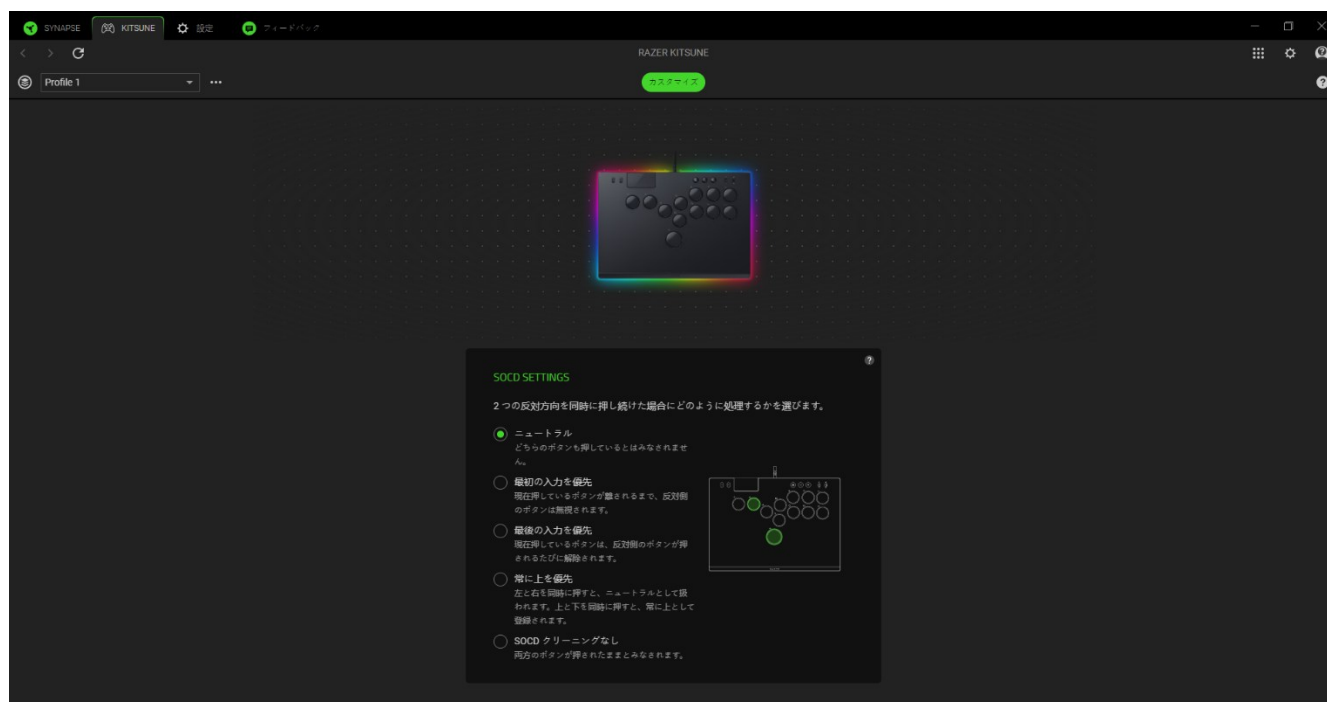 SYNAPSE
KITSUNE
設定
フィードバック
RAZER KITSUNE
Profile 1
カスタマイズ
SOCD SETTINGS
2つの反対方向を同時に押し続けた場合にどのように処理するかを選びます。
ニュートラル
どちらのボタンも押しているとはみなされませ
ん。
最初の入力を優先
現在押しているボタンが離されるまで、反対側
のボタンは無視されます。
最後の入力を優先
現在押しているボタンは、反対側のボタンが押
されるたびに解除されます。
常に上を優先
左と右を同時に押すと、ニュートラルとして扱
われます。上と下を同時に押すと、常に上として
登録されます。
SOCD クリーニングなし
両方のボタンが押されたままとみなされます。